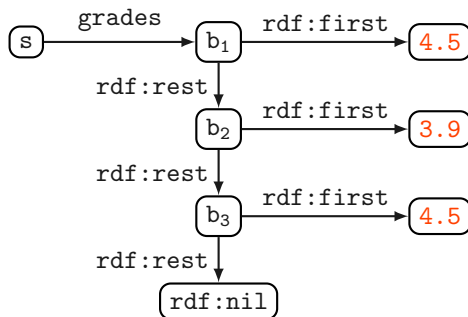 grades rdf:first
s b1 4.5
rdf:rest rdf:first
b2 3.9
rdf:rest rdf:first
b3 4.5
rdf:rest
rdf:nil